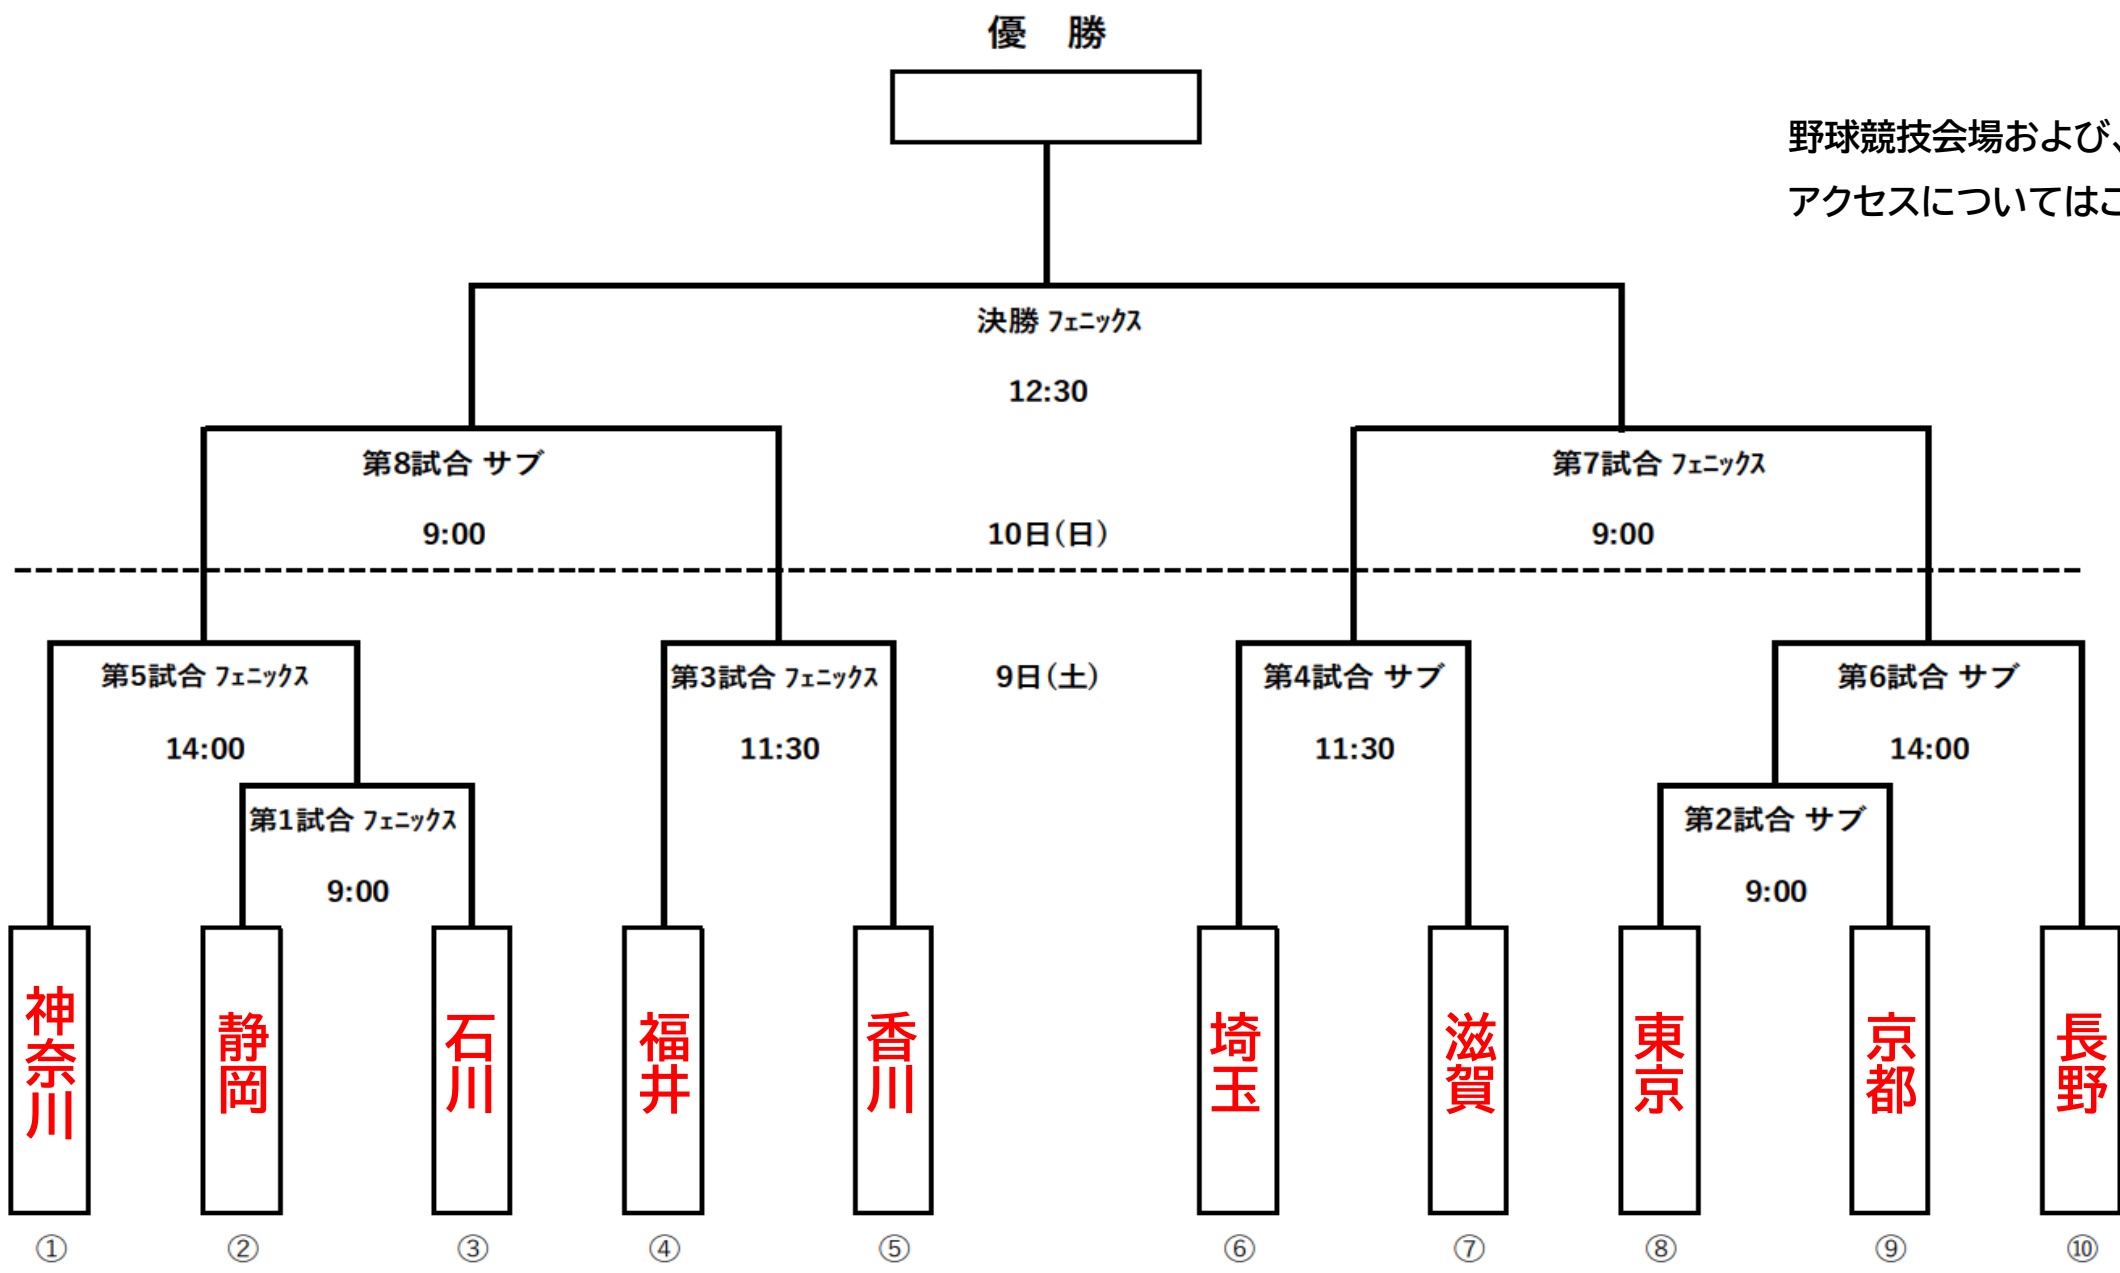 優　勝
野球競技会場および、
アクセスについてはこ
決勝 フェニックス
12:30
第8試合 サブ
第7試合 フェニックス
9:00
10日(日)
9:00
第5試合 フェニックス
第3試合 フェニックス
9日(土)
第4試合 サブ
第6試合 サブ
14:00
11:30
11:30
14:00
第1試合 フェニックス
第2試合 サブ
9:00
9:00
神奈川
静岡
石川
福井
香川
埼玉
滋賀
東京
京都
長野
①
②
③
④
⑤
⑥
⑦
⑧
⑨
⑩